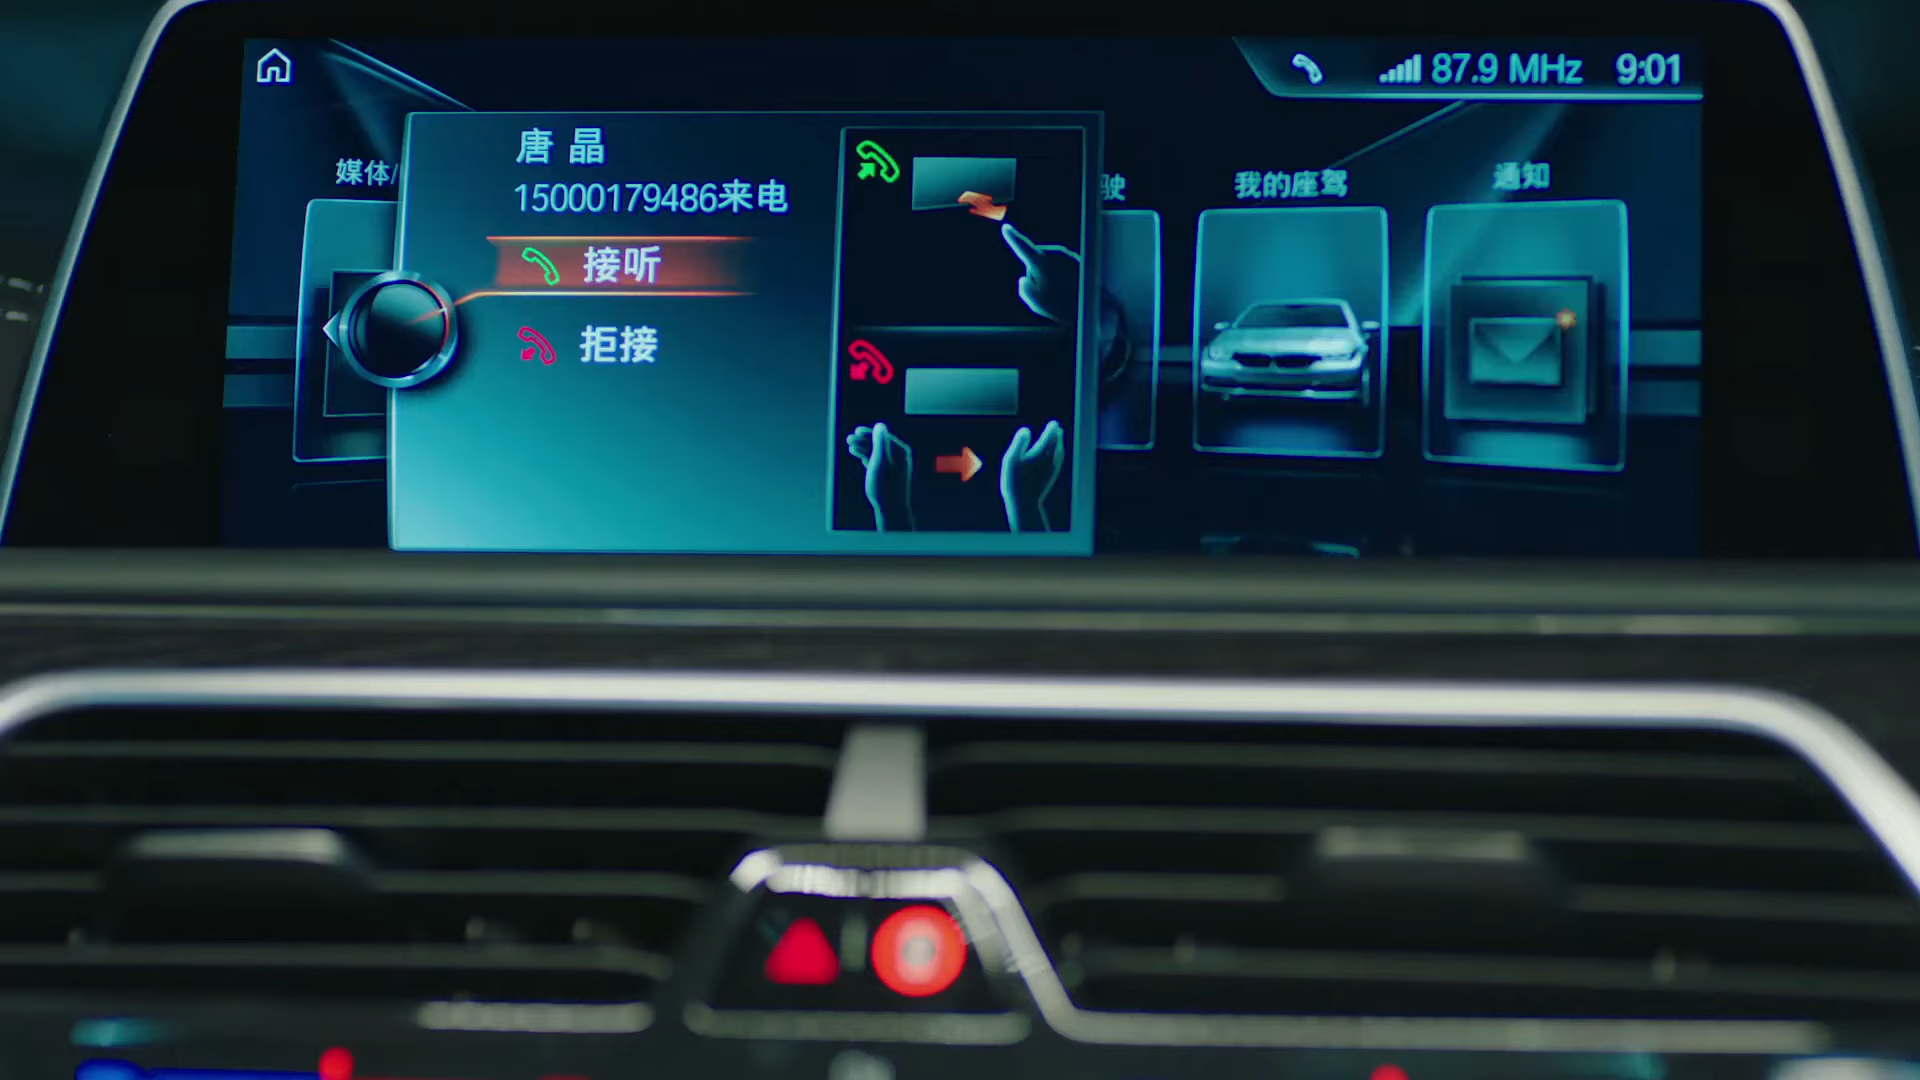 87.9 MHz 9:01
唐 晶
15000179486来电
接听
拒接
媒体/
驶
我的座驾
通知